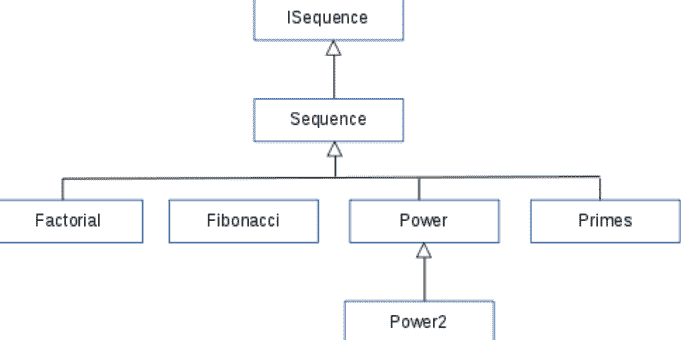 ISequence
Sequence
Factorial
Fibonacci
Power
Primes
Power2